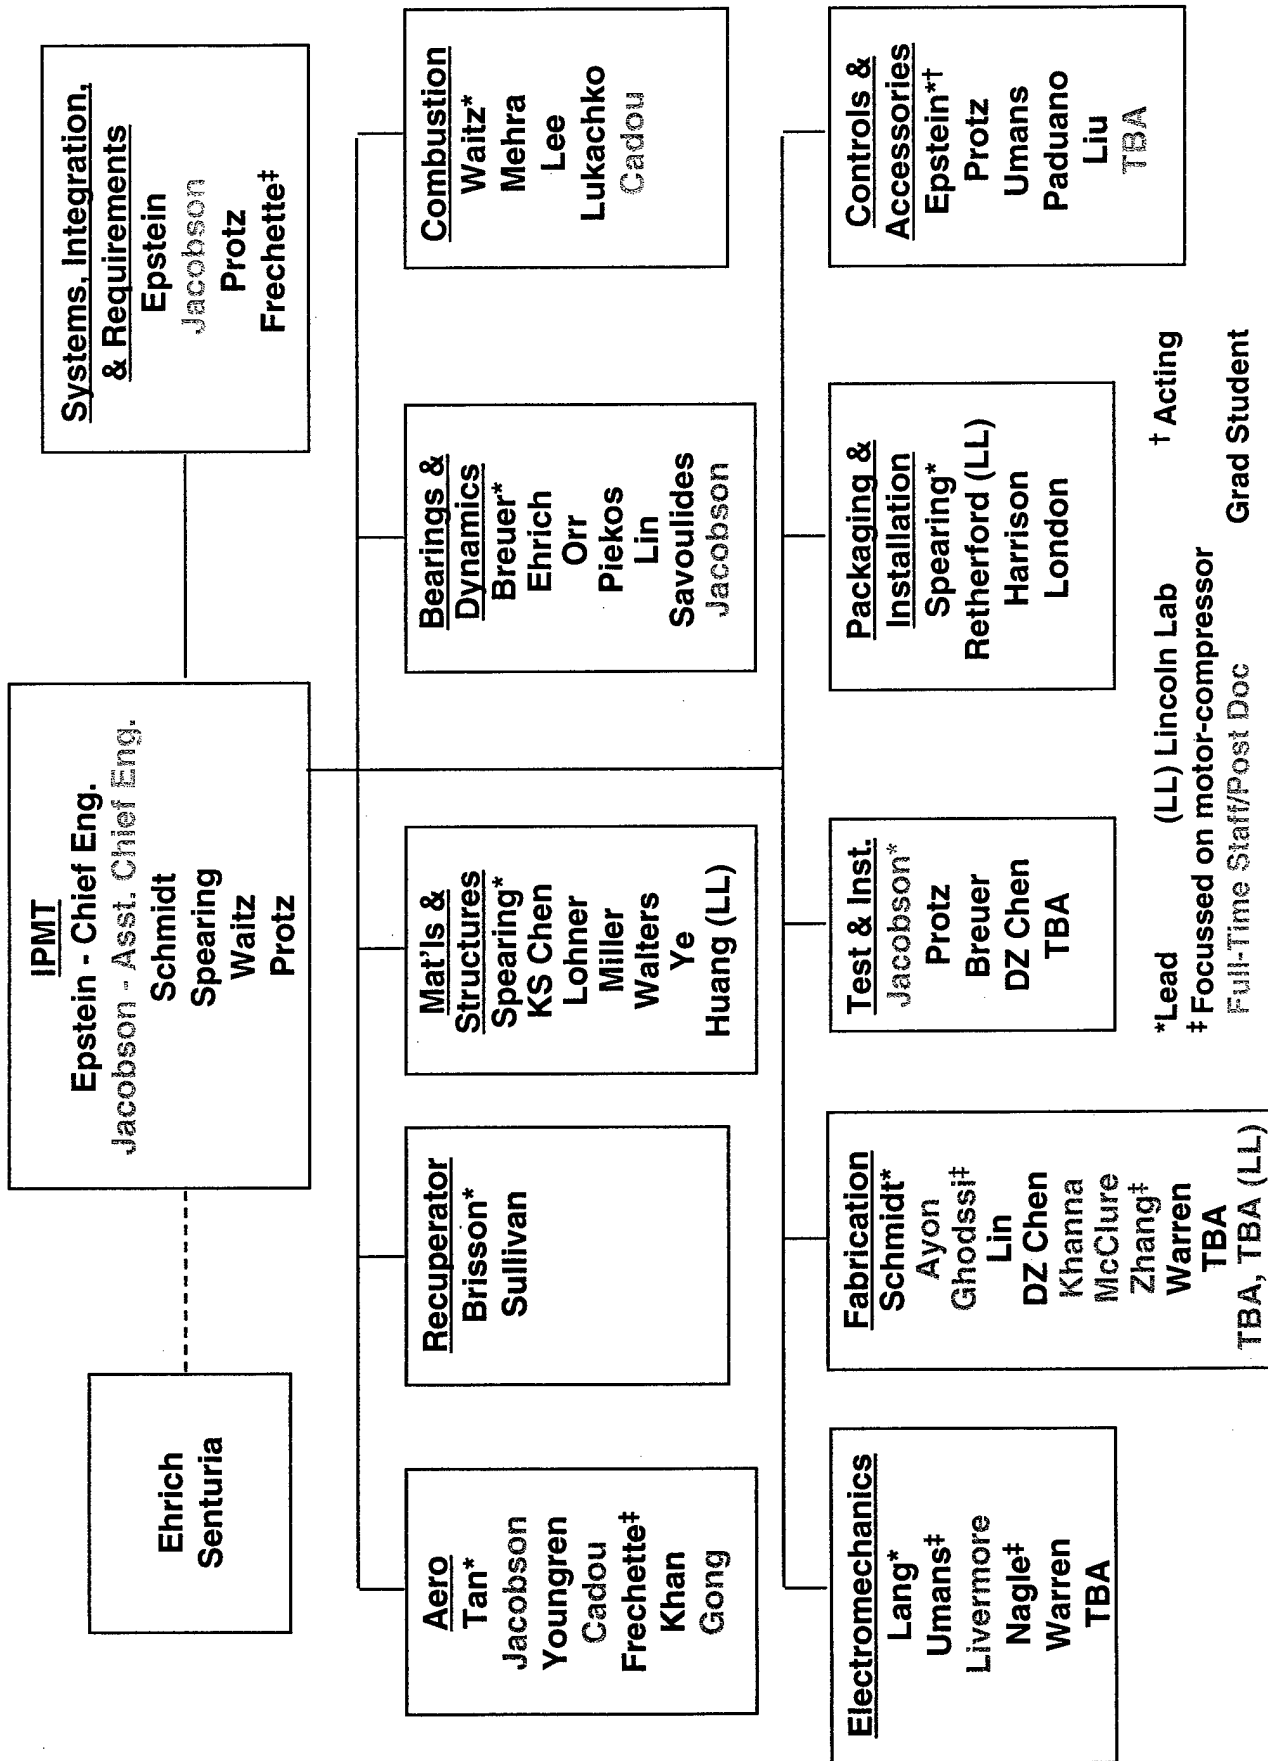 Ehrich
Senturia
IPMT
Epstein - Chief Eng.
Jacobson - Asst. Chief Eng.
Schmidt
Spearing
Waitz
Protz
Systems, Integration,
& Requirements
Epstein
Jacobson
Protz
Frechette‡
Aero
Tan*
Jacobson
Youngren
Cadou
Frechette‡
Khan
Gong
Recuperator
Brisson*
Sullivan
Mat'ls &
Structures
Spearing*
KS Chen
Lohner
Miller
Walters
Ye
Huang (LL)
Bearings &
Dynamics
Breuer*
Ehrich
Orr
Piekos
Lin
Savoulides
Jacobson
Combustion
Waitz*
Mehra
Lee
Lukachko
Cadou
Electromechanics
Lang*
Umans‡
Livermore
Nagle‡
Warren
TBA
Fabrication
Schmidt*
Ayon
Ghodssi‡
Lin
DZ Chen
Khanna
McClure
Zhang‡
Warren
TBA
TBA, TBA (LL)
Test & Inst.
Jacobson*
Protz
Breuer
DZ Chen
TBA
Packaging &
Installation
Spearing*
Retherford (LL)
Harrison
London
Controls &
Accessories
Epstein*†
Protz
Umans
Paduano
Liu
TBA
*Lead (LL) Lincoln Lab † Acting
‡ Focussed on motor-compressor
Full-Time Staff/Post Doc Grad Student